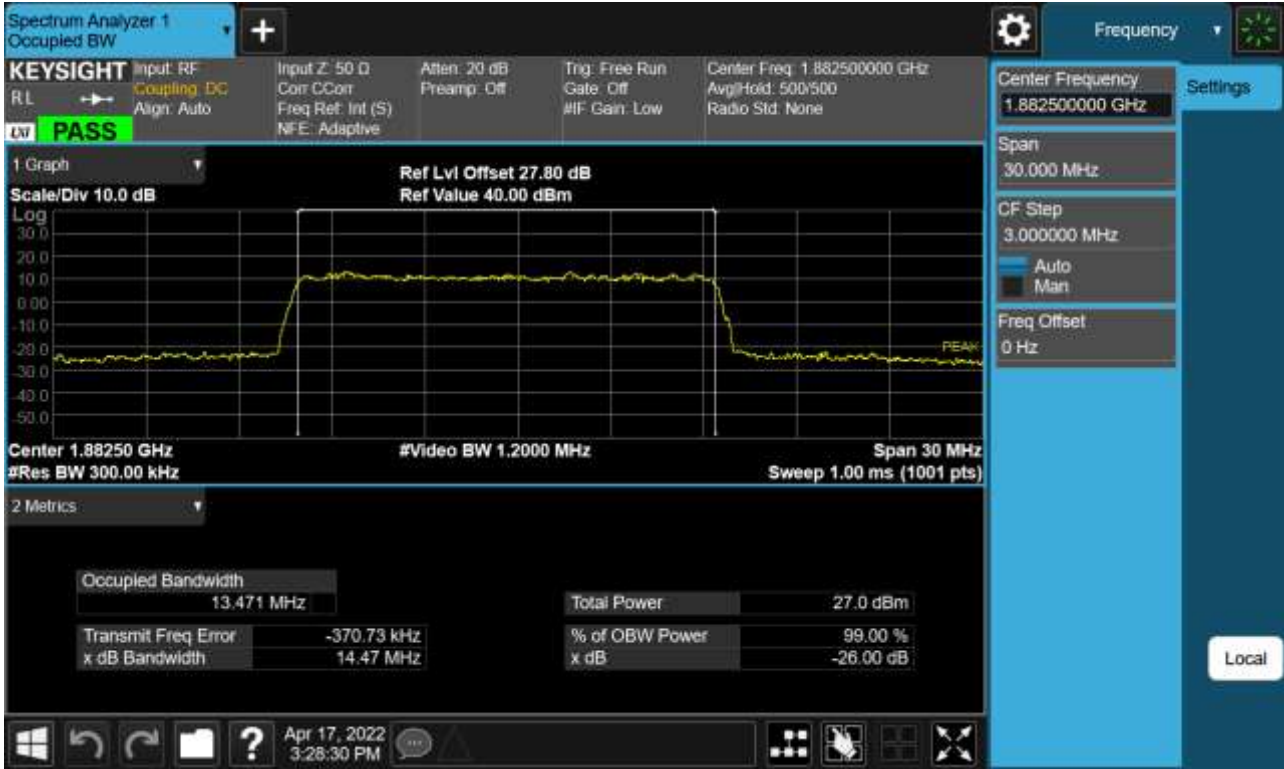 Spectrum Analyzer 1
Occupied BW
+
Frequency
KEYSIGHT
RL
LXI
PASS
Input: RF
Coupling: DC
Align: Auto
Input Z: 50 Ω
Corr CCorr
Freq Ref: Int (S)
NFE: Adaptive
Atten: 20 dB
Preamp: Off
Trig: Free Run
Gate: Off
#IF Gain: Low
Center Freq: 1.882500000 GHz
Avg|Hold: 500/500
Radio Std: None
Center Frequency
1.882500000 GHz
Settings
Span
30.000 MHz
CF Step
3.000000 MHz
Auto
Man
Freq Offset
0 Hz
Local
1 Graph
Scale/Div 10.0 dB
Ref Lvl Offset 27.80 dB
Ref Value 40.00 dBm
Log
30.0
20.0
10.0
0.00
-10.0
-20.0
-30.0
-40.0
-50.0
PEAK
Center 1.88250 GHz
#Video BW 1.2000 MHz
Span 30 MHz
#Res BW 300.00 kHz
Sweep 1.00 ms (1001 pts)
2 Metrics
Occupied Bandwidth
13.471 MHz
Total Power 27.0 dBm
Transmit Freq Error -370.73 kHz
% of OBW Power 99.00 %
x dB Bandwidth 14.47 MHz
x dB -26.00 dB
?
Apr 17, 2022
3:28:30 PM